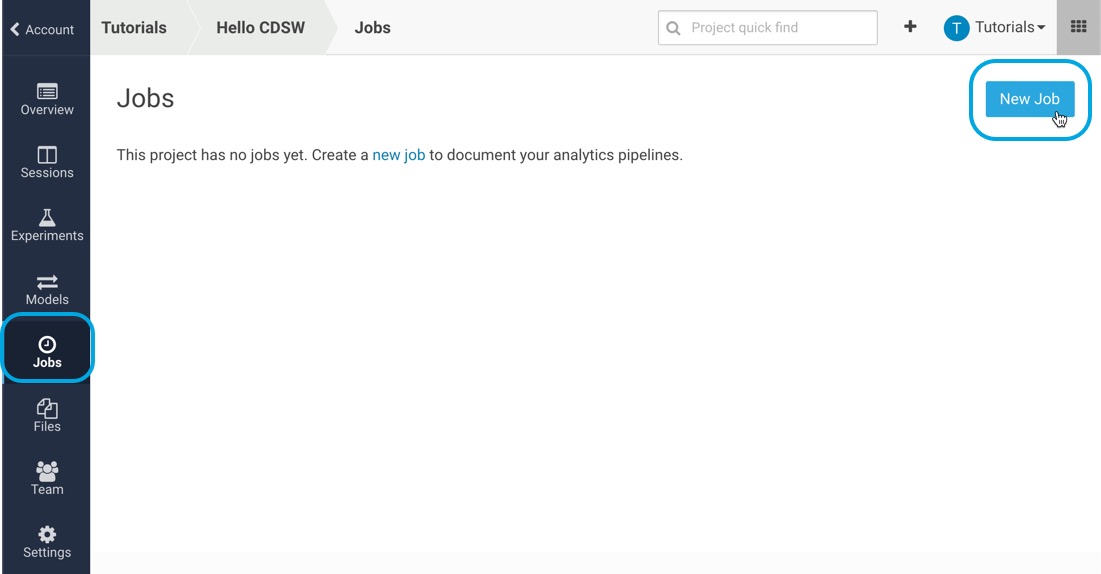 Account
Tutorials
Hello CDSW
Jobs
Project quick find
T
Tutorials
Overview
Sessions
Experiments
Models
Jobs
Files
Team
Settings
Jobs
New Job
This project has no jobs yet. Create a new job to document your analytics pipelines.